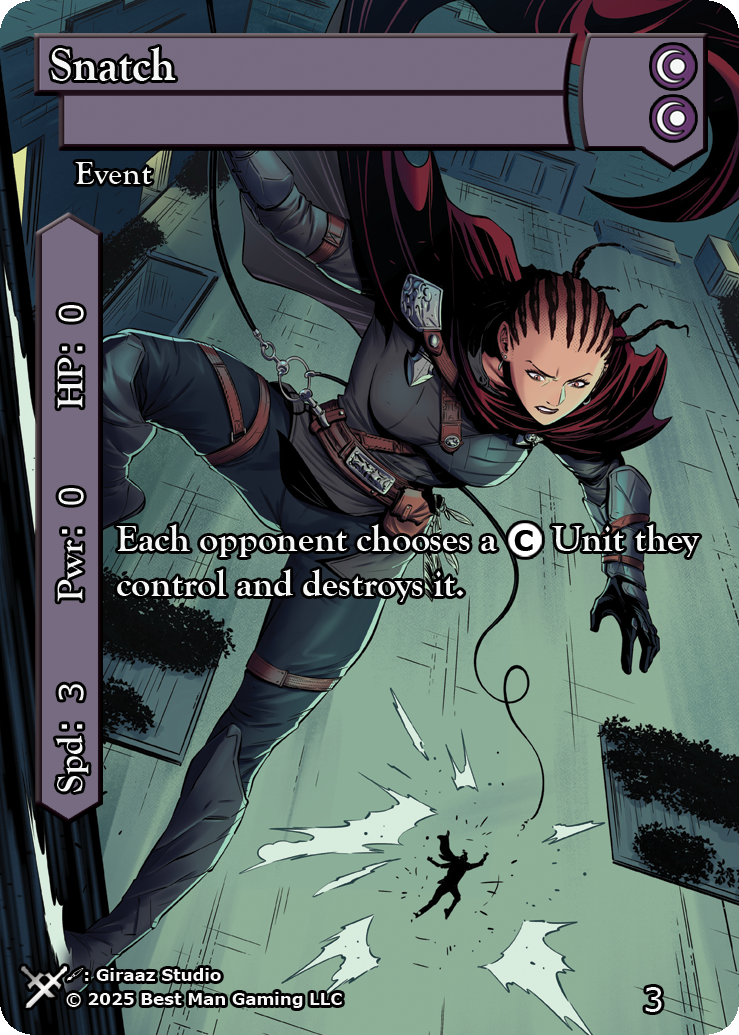 Snatch
Event
HP: 0
Pwr: 0
Spd: 3
Each opponent chooses a C Unit they
control and destroys it.
: Giraaz Studio
© 2025 Best Man Gaming LLC
3